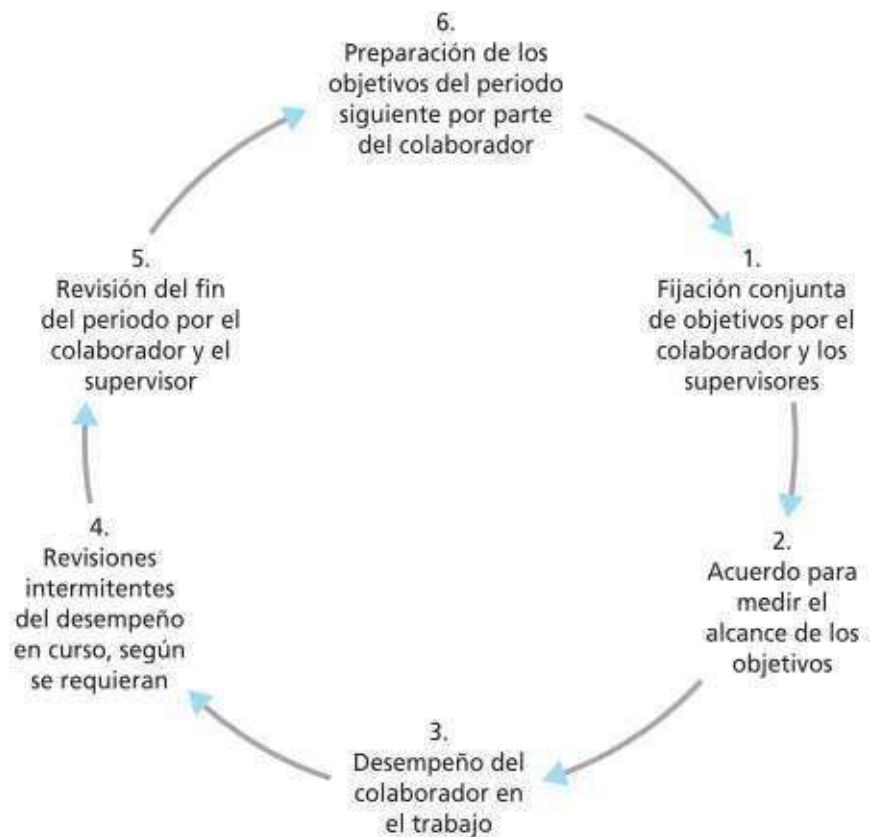 6.
Preparación de los
objetivos del periodo
siguiente por parte
del colaborador
1.
Fijación conjunta
de objetivos por el
colaborador y los
supervisores
2.
Acuerdo para
medir el
alcance de los
objetivos
3.
Desempeño del
colaborador en
el trabajo
4.
Revisiones
intermitentes
del desempeño
en curso, según
se requieran
5.
Revisión del fin
del periodo por el
colaborador y el
supervisor